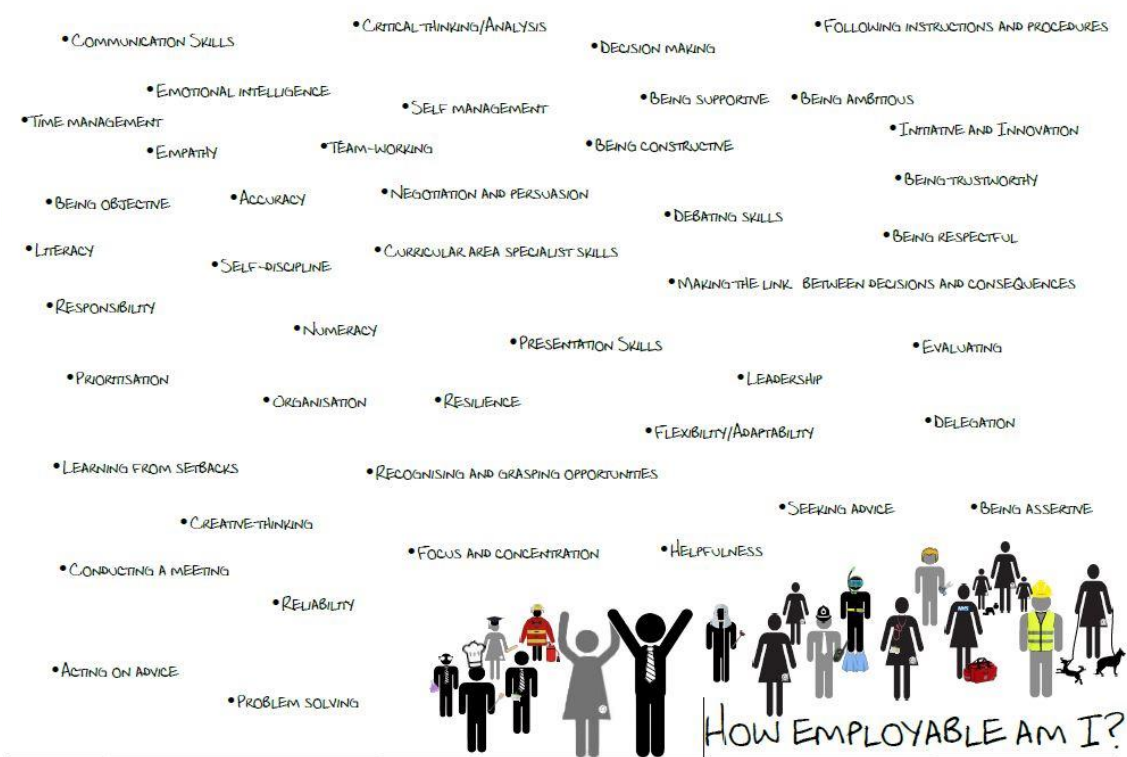 •Critical thinking/Analysis
•Following instructions and procedures
•Communication Skills
•Decision making
•Emotional intelligence
•Self management
•Being supportive
•Being ambitious
•Time management
•Initiative and Innovation
•Empathy
•Team-working
•Being constructive
•Being trustworthy
•Being objective
•Accuracy
•Negotiation and persuasion
•Debating skills
•Being respectful
•Literacy
•Self-discipline
•Curricular area specialist skills
•Making the link between decisions and consequences
•Responsibility
•Numeracy
•Presentation Skills
•Evaluating
•Prioritisation
•Leadership
•Organisation
•Resilience
•Flexibility/Adaptability
•Delegation
•Learning from setbacks
•Recognising and grasping opportunities
•Seeking advice
•Being assertive
•Creative thinking
•Focus and concentration
•Helpfulness
•Conducting a meeting
•Reliability
•Acting on advice
•Problem solving
NHS
How employable am I?